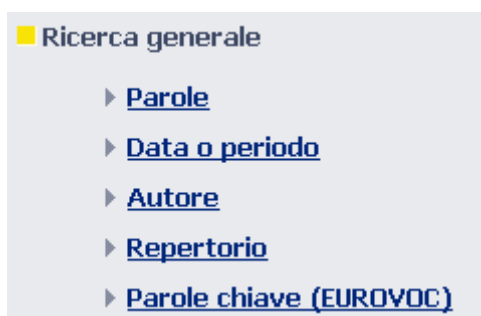 Ricerca generale
Parole
Data o periodo
Autore
Repertorio
Parole chiave (EUROVOC)